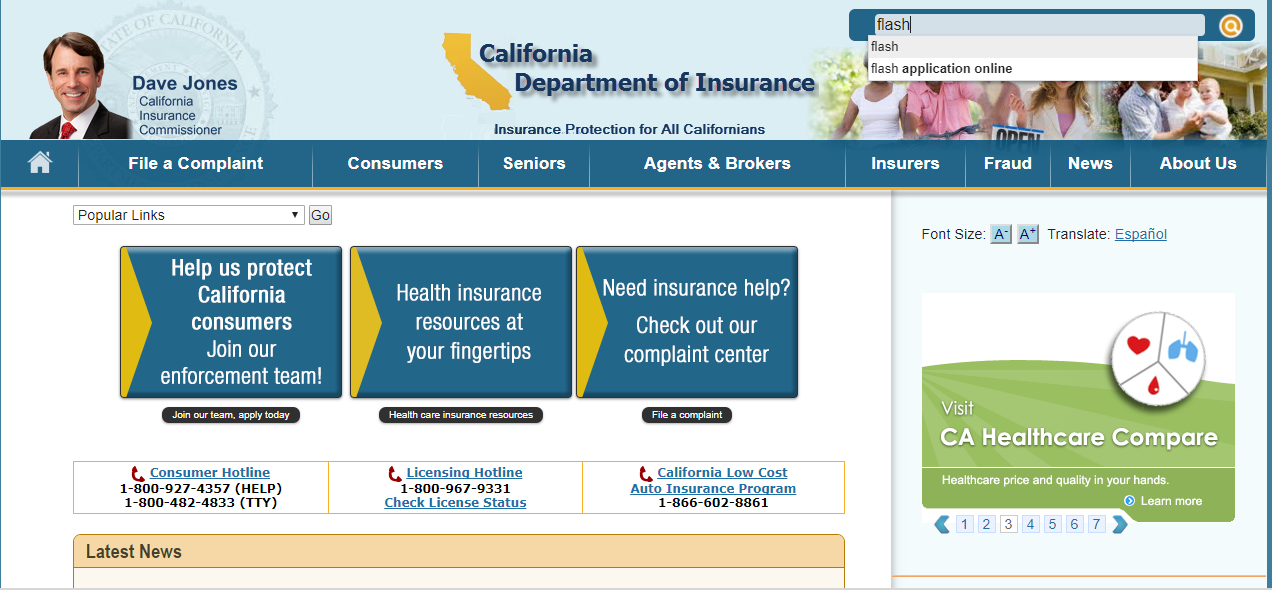 flash
flash
flash application online
Dave Jones
California
Insurance
Commissioner
California
Department of Insurance
Insurance Protection for All Californians
OPEN
File a Complaint
Consumers
Seniors
Agents & Brokers
Insurers
Fraud
News
About Us
Popular Links
Go
Font Size: A- A+ Translate: Español
Help us protect
California
consumers
Join our
enforcement team!
Join our team, apply today
Health insurance
resources at
your fingertips
Health care insurance resources
Need insurance help?
Check out our
complaint center
File a complaint
Visit
CA Healthcare Compare
Healthcare price and quality in your hands.
Learn more
1 2 3 4 5 6 7
Consumer Hotline
1-800-927-4357 (HELP)
1-800-482-4833 (TTY)
Licensing Hotline
1-800-967-9331
Check License Status
California Low Cost
Auto Insurance Program
1-866-602-8861
Latest News